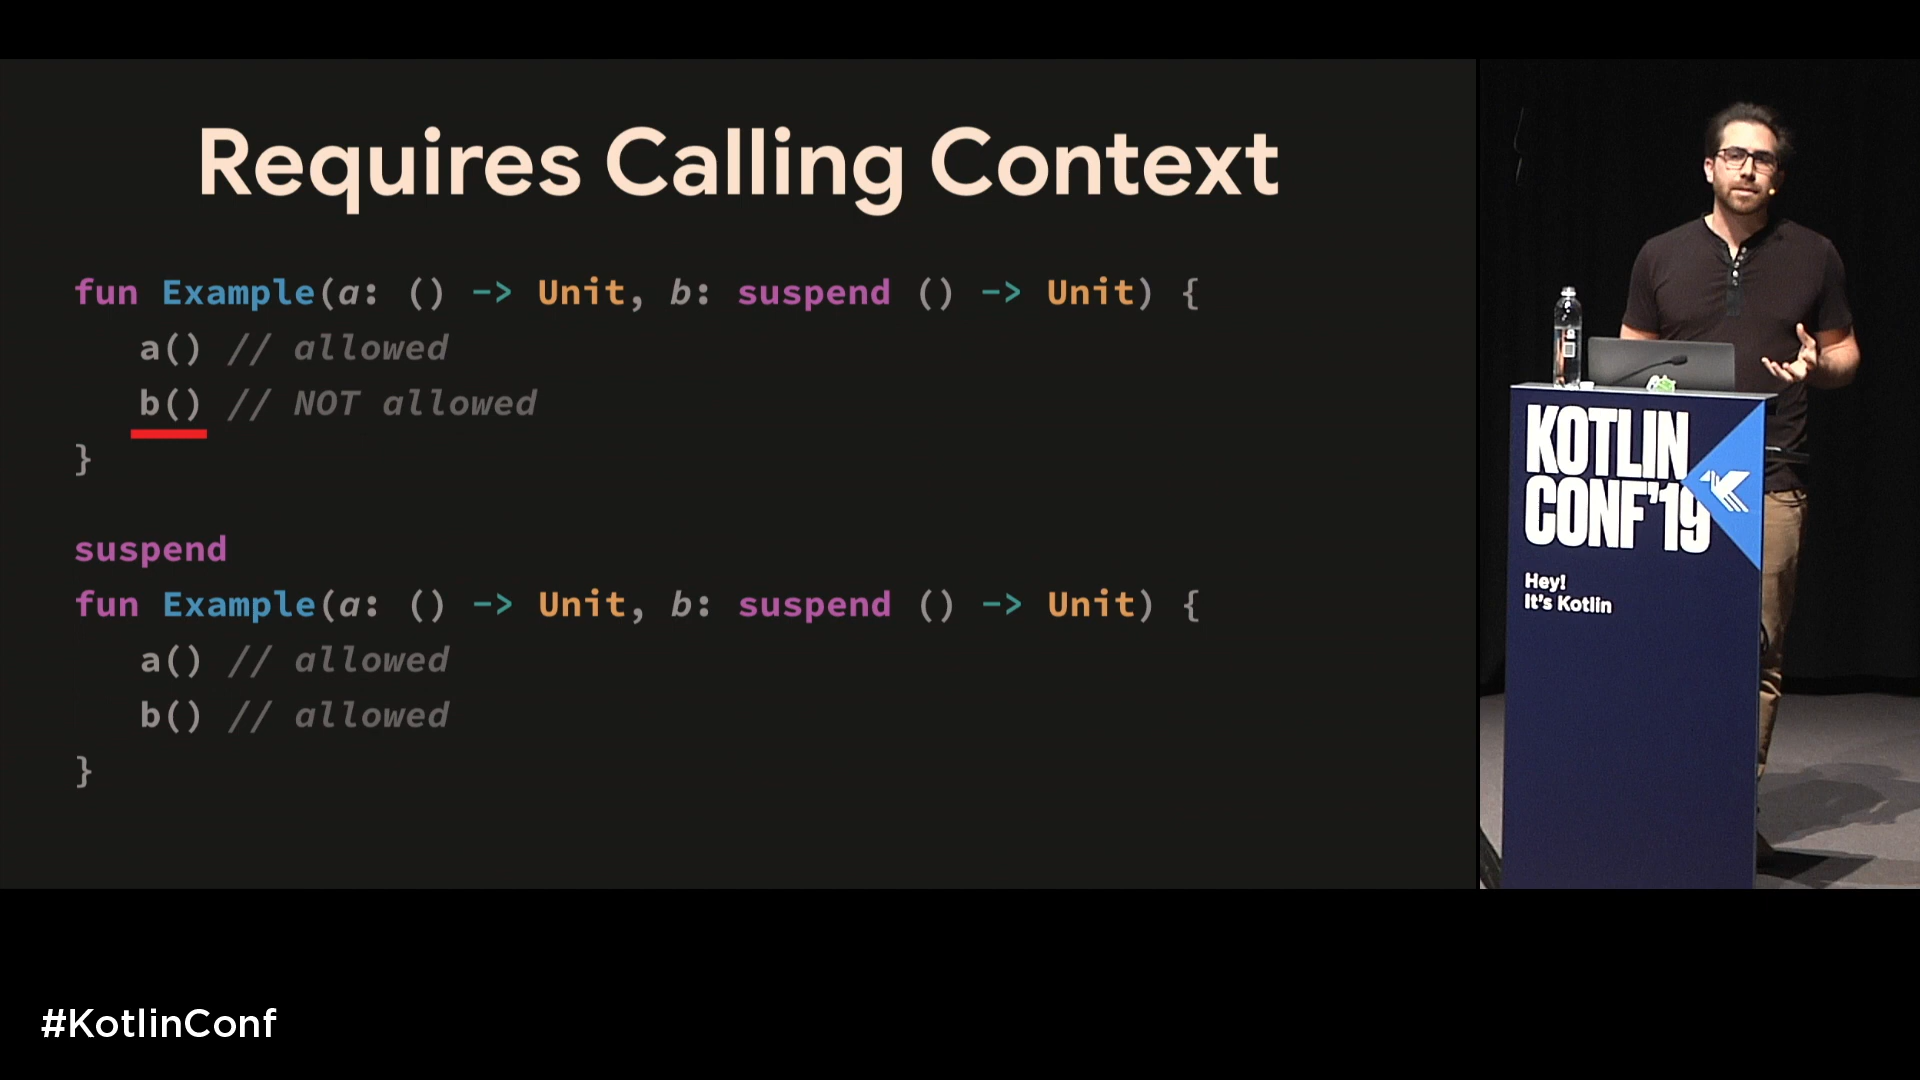 Requires Calling Context
fun Example(a: () -> Unit, b: suspend () -> Unit) {
a() // allowed
b() // NOT allowed
}
suspend
fun Example(a: () -> Unit, b: suspend () -> Unit) {
a() // allowed
b() // allowed
}
KOTLIN
CONF'19
Hey!
It's Kotlin
#KotlinConf